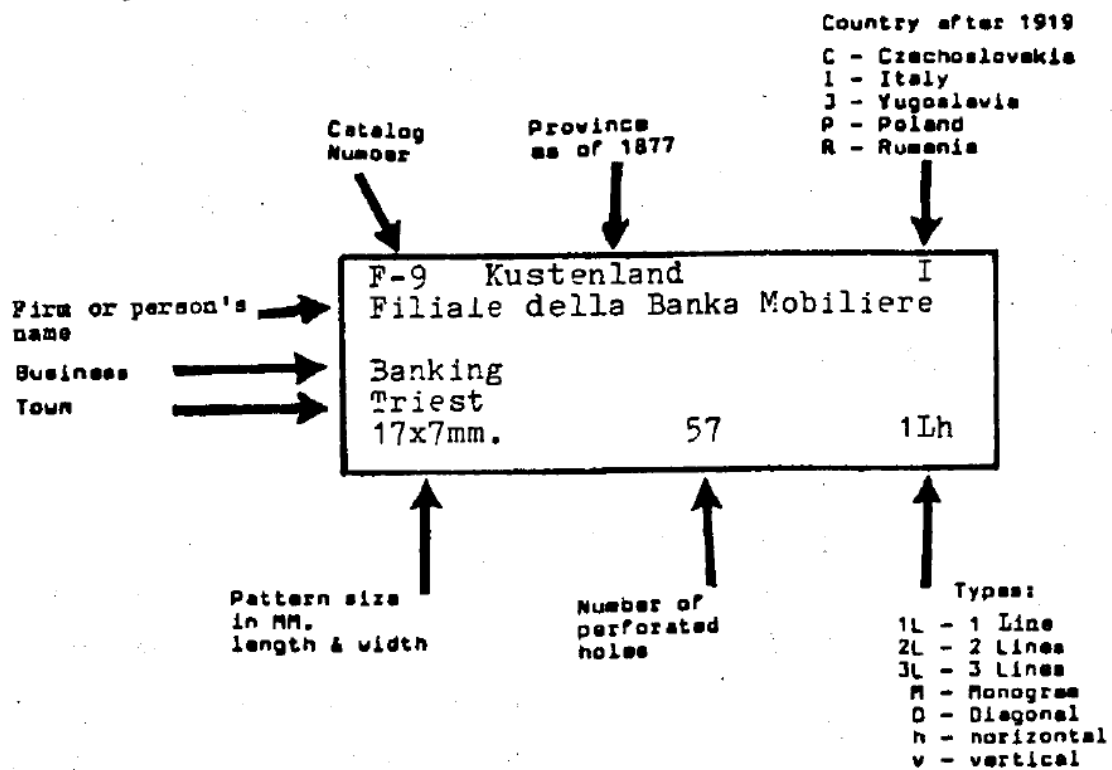 Country after 1919
C - Czechoslovakia
I - Italy
J - Yugoslavia
P - Poland
R - Rumania
Catalog
Number
Province
as of 1877
F-9 Kustenland I
Firm or person's
name
Filiale della Banka Mobiliere
Business
Banking
Town
Triest
17x7mm. 57 1Lh
Pattern size
in MM.
length & width
Number of
perforated
holes
Types:
1L - 1 Line
2L - 2 Lines
3L - 3 Lines
M - Monogram
D - Diagonal
h - horizontal
v - vertical